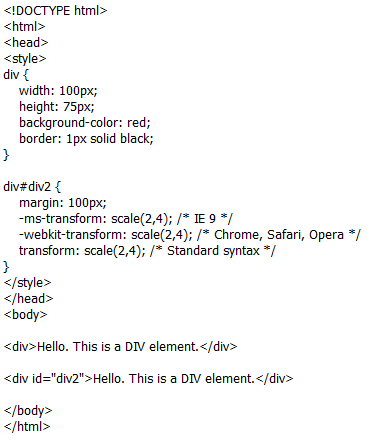 <!DOCTYPE html>
<html>
<head>
<style>
div {
    width: 100px;
    height: 75px;
    background-color: red;
    border: 1px solid black;
}

div#div2 {
    margin: 100px;
    -ms-transform: scale(2,4); /* IE 9 */
    -webkit-transform: scale(2,4); /* Chrome, Safari, Opera */
    transform: scale(2,4); /* Standard syntax */
}
</style>
</head>
<body>

<div>Hello. This is a DIV element.</div>

<div id="div2">Hello. This is a DIV element.</div>

</body>
</html>